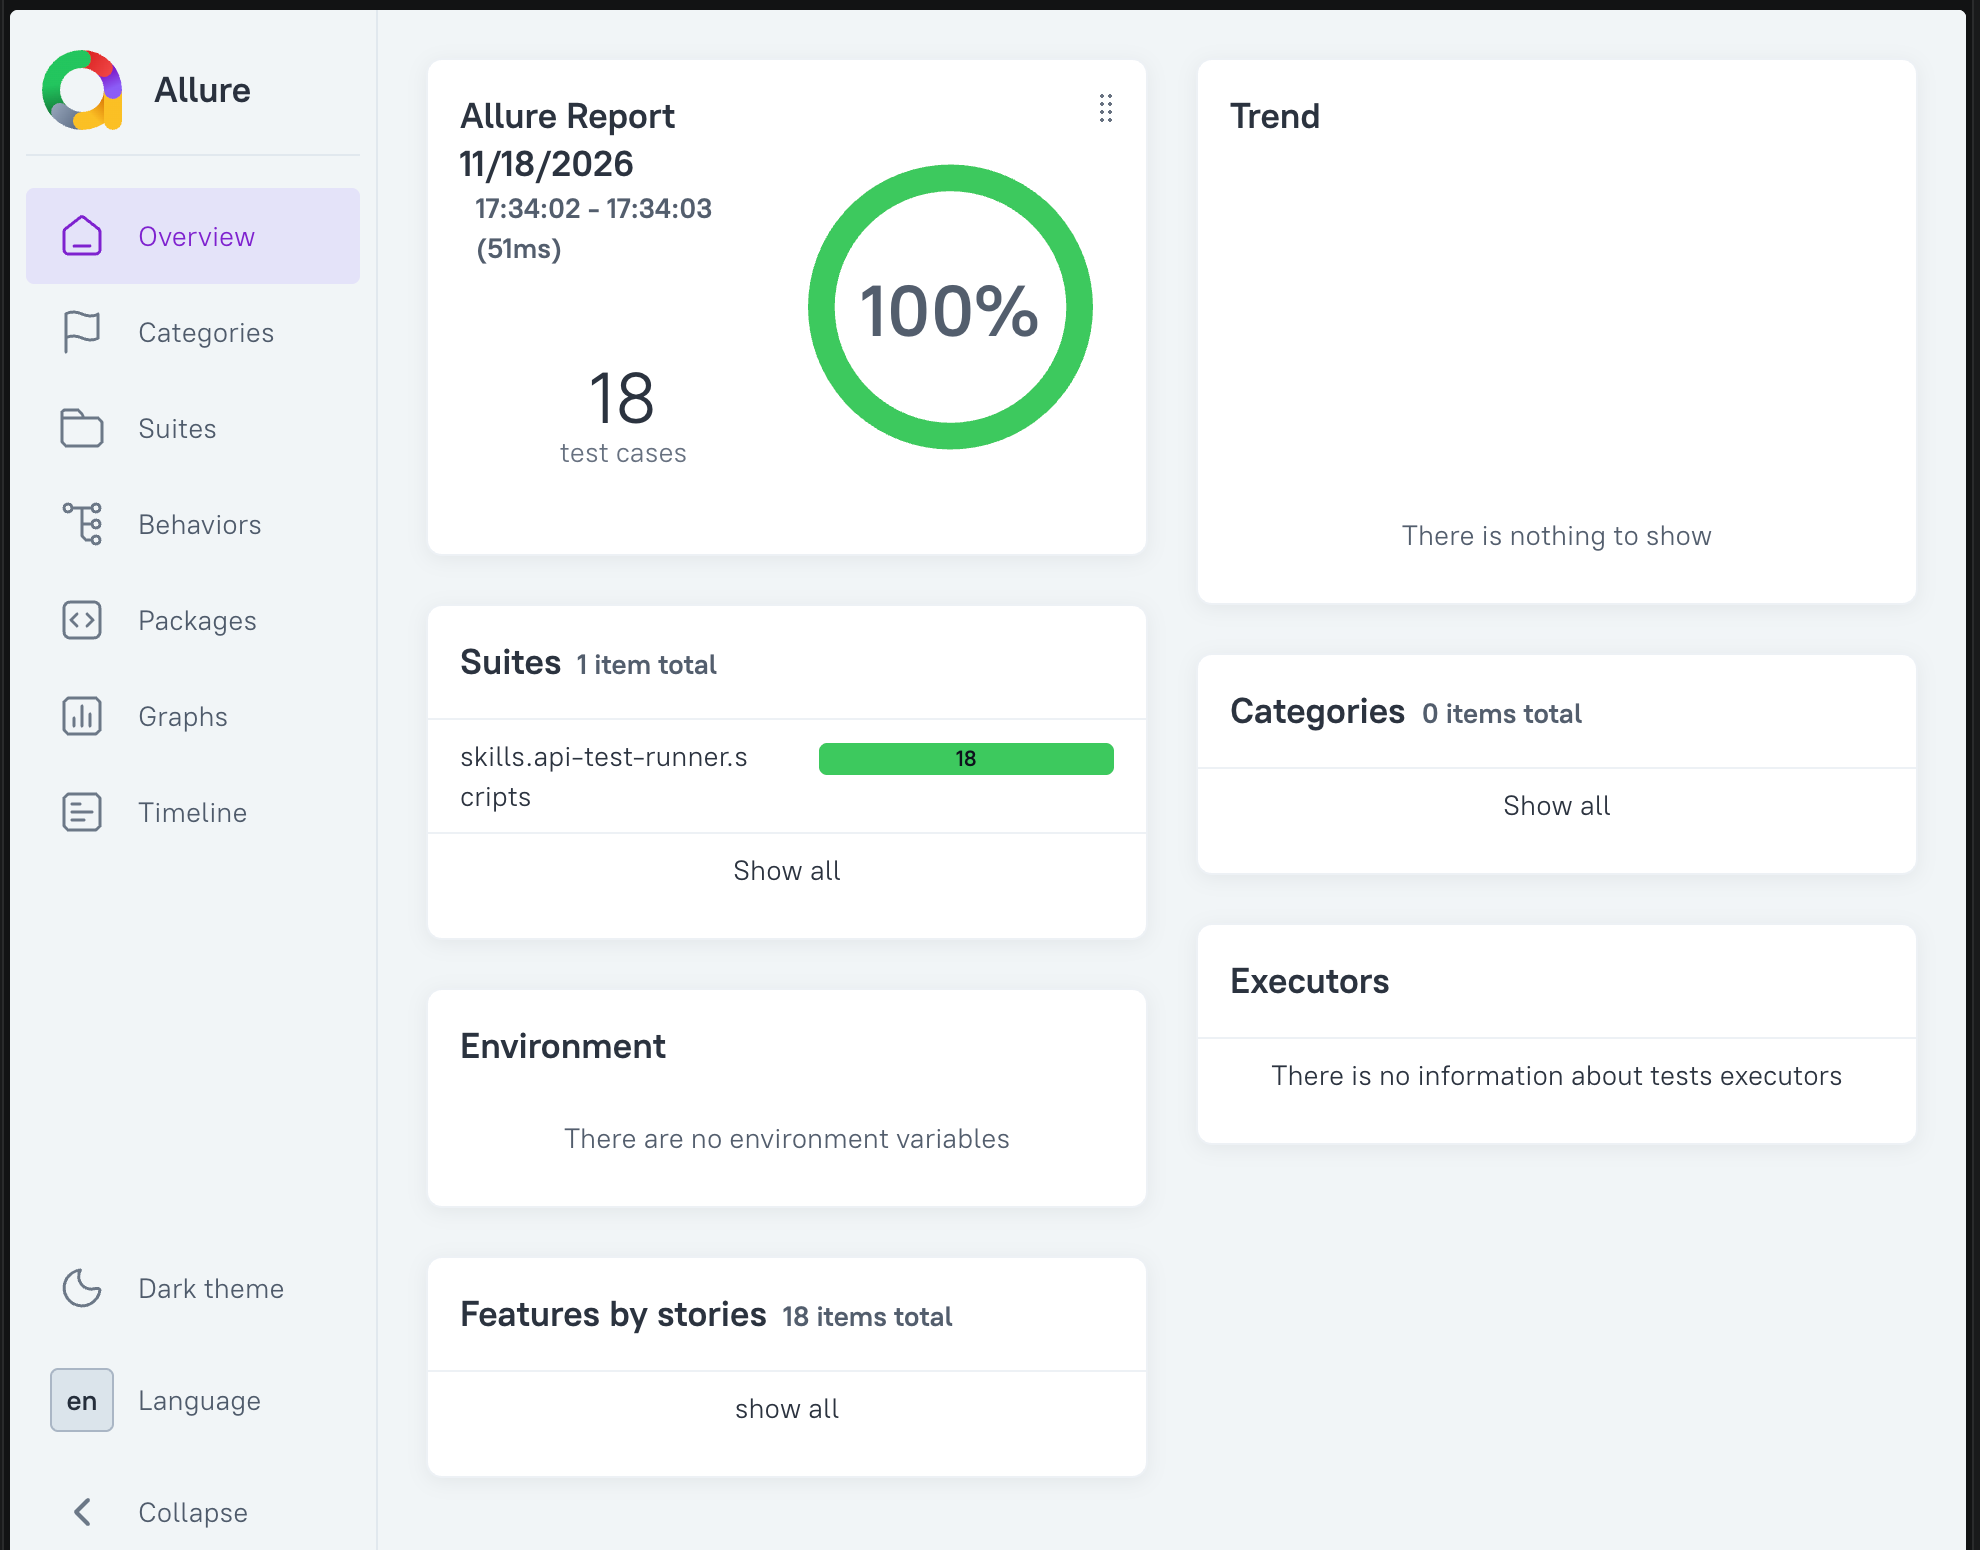 Allure
Overview
Categories
Suites
Behaviors
Packages
Graphs
Timeline
Dark theme
en Language
Collapse
Allure Report
11/18/2026
17:34:02 - 17:34:03
(51ms)
18
test cases
100%
Suites 1 item total
skills.api-test-runner.s
cripts
18
Show all
Environment
There are no environment variables
Features by stories 18 items total
show all
Trend
There is nothing to show
Categories 0 items total
Show all
Executors
There is no information about tests executors